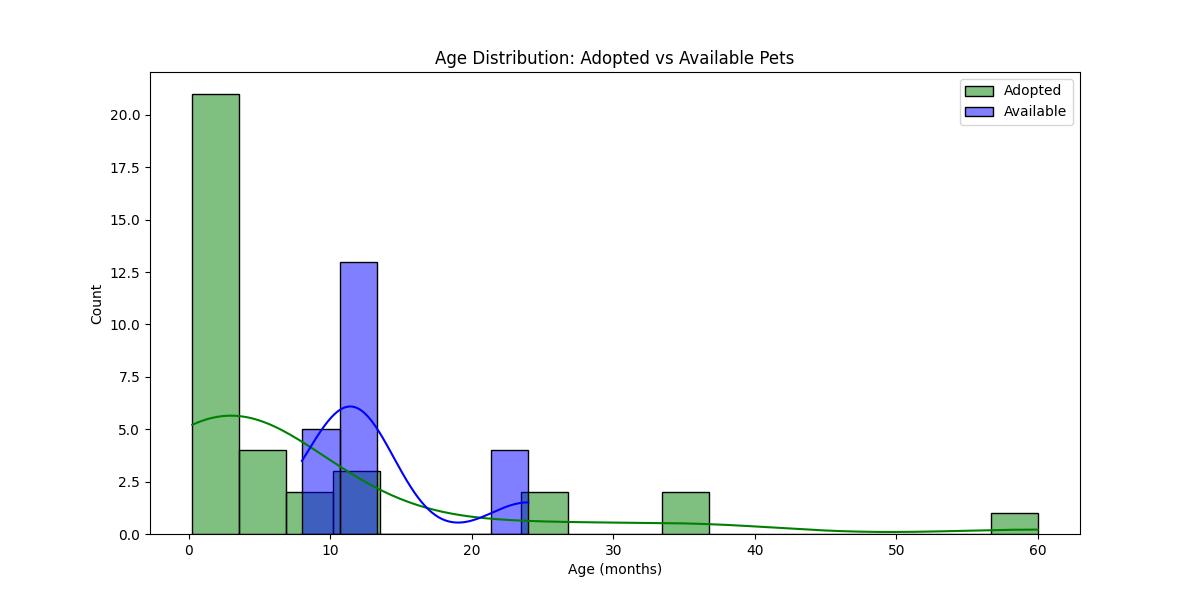 Age Distribution: Adopted vs Available Pets
Adopted
Available
20.0
17.5
15.0
12.5
10.0
7.5
5.0
2.5
0.0
Count
0 10 20 30 40 50 60
Age (months)